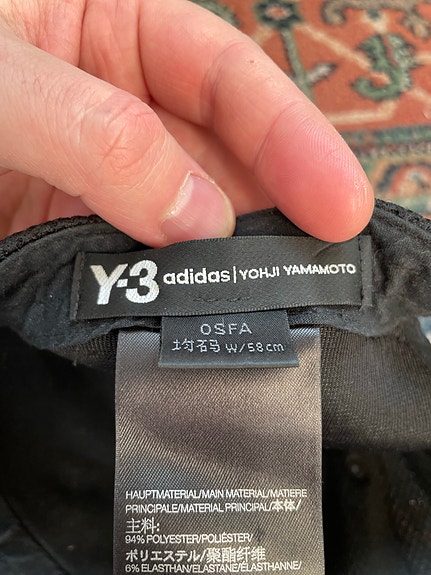 Y-3 adidas | YOHJI YAMAMOTO
OSFA
均码 W/58cm
HAUPTMATERIAL/MAIN MATERIAL/MATIERE
PRINCIPALE/MATERIAL PRINCIPAL/本体/
主料:
94% POLYESTER/POLIÉSTER/
ポリエステル/聚酯纤维
6% ELASTHAN/ELASTANE/ÉLASTHANNE/